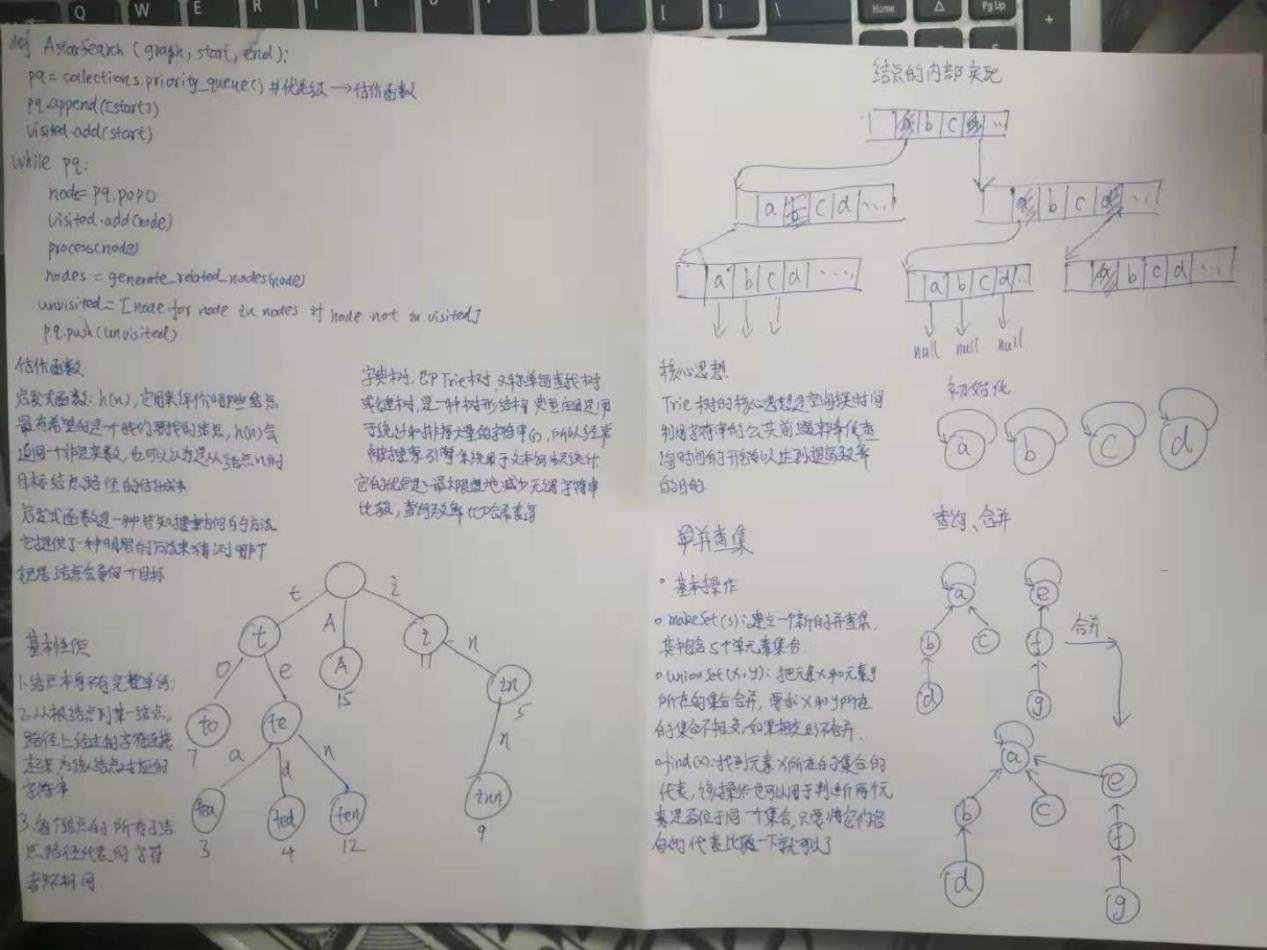 def AstarSearch (graph, start, end):
pq = collections.priority_queue() #优先级 → 估价函数
pq.append([start])
visited.add(start)
while pq:
node = pq.pop()
visited.add(node)
process(node)
nodes = generate_related_nodes(node)
unvisited = [node for node in nodes if node not in visited]
pq.push(unvisited)
估价函数
启发式函数: h(n), 它用来评价哪些结点
最有希望的是一个我们要找的结点, h(n)会
返回一个非负实数, 也可以认为是从结点n的
目标结点路径的估计成本
启发式函数是一种告知搜索方向的方法
它提供了一种明智的方法来猜测哪个
邻居结点会导向一个目标
字典树, 即Trie树, 又称单词查找树
或键树, 是一种树形结构 典型应用是用
于统计和排序大量的字符串, 所以经常
被搜索引擎系统用于文本词频统计
它的优点是: 最大限度地减少无谓字符串
比较, 查询效率比哈希表高
基本性质
1.结点本身不存完整单词;
2.从根结点到某一结点,
路径上经过的字符连接
起来为该结点对应的
字符串
3.每个结点的所有子结
点路径代表的字符
都不相同
t A i
t A i
15 11
o e n
to te in
7 5
a d n n
tea ted ten inn
3 4 12 9
结点的内部实现
a b c d ...
a b c d ...
a b c d ...
a b c d ....
a b c d ...
a b c d ...
null null null
核心思想
Trie树的核心思想是空间换时间
利用字符串的公共前缀来降低查
询时间的开销以达到提高效率
的目的
初始化
a b c d
并查集
基本操作
makeSet(s): 建立一个新的并查集,
其中包含s个单元素集合.
unionSet(x,y): 把元素x和元素y
所在的集合合并, 要求x和y所在
的集合不相交, 如果相交则不合并.
find(x): 找到元素x所在的集合的
代表, 该操作也可以用于判断两个元
素是否位于同一个集合, 只要将它们各
自的代表比较一下就可以了
查询、合并
a e
b c f
d g
合并
a
e
b c
f
d
g